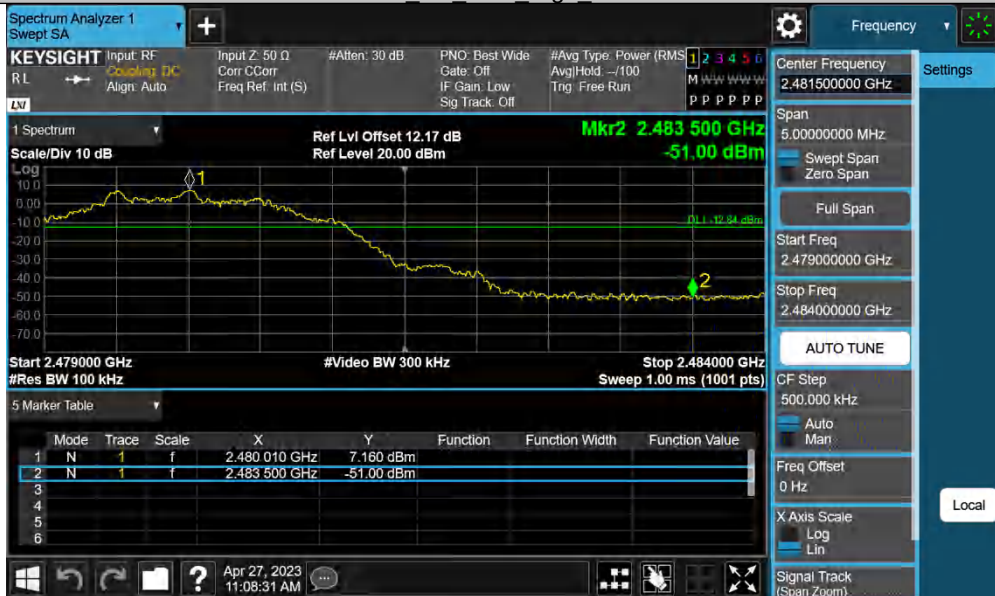 Spectrum Analyzer 1
Swept SA
+
Frequency
KEYSIGHT
Input: RF
Coupling: DC
Align: Auto
Input Z: 50 Ω
Corr CCorr
Freq Ref: Int (S)
#Atten: 30 dB
PNO: Best Wide
Gate: Off
IF Gain: Low
Sig Track: Off
#Avg Type: Power (RMS
Avg|Hold: --/100
Trig: Free Run
1 2 3 4 5 6
M W W W W W
P P P P P P
R L
LXI
1 Spectrum
Scale/Div 10 dB
Ref Lvl Offset 12.17 dB
Ref Level 20.00 dBm
Mkr2 2.483 500 GHz
-51.00 dBm
Log
10.0
0.00
-10.0
-20.0
-30.0
-40.0
-50.0
-60.0
-70.0
1
DL1 -12.84 dBm
2
Start 2.479000 GHz
#Res BW 100 kHz
#Video BW 300 kHz
Stop 2.484000 GHz
Sweep 1.00 ms (1001 pts)
5 Marker Table
Mode Trace Scale X Y Function Function Width Function Value
1 N 1 f 2.480 010 GHz 7.160 dBm
2 N 1 f 2.483 500 GHz -51.00 dBm
3
4
5
6
?
Apr 27, 2023
11:08:31 AM
Center Frequency
2.481500000 GHz
Settings
Span
5.00000000 MHz
Swept Span
Zero Span
Full Span
Start Freq
2.479000000 GHz
Stop Freq
2.484000000 GHz
AUTO TUNE
CF Step
500.000 kHz
Auto
Man
Freq Offset
0 Hz
Local
X Axis Scale
Log
Lin
Signal Track
(Span Zoom)